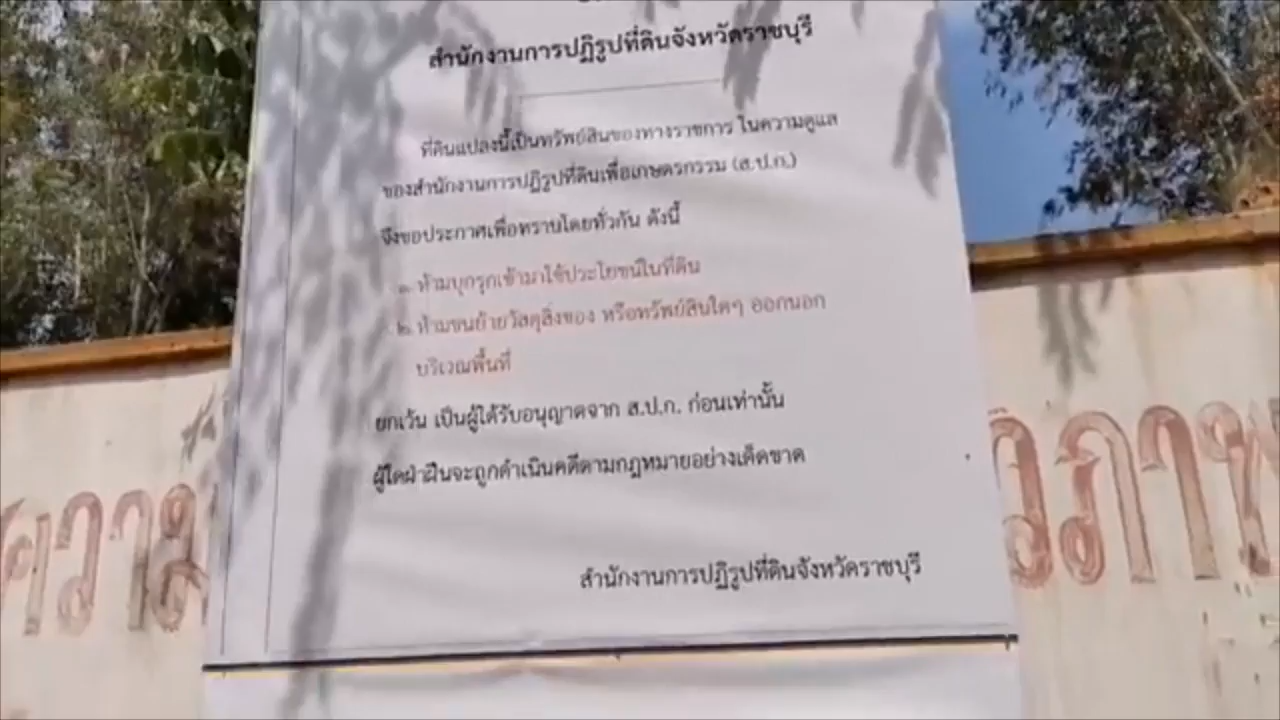 สำนักงานการปฏิรูปที่ดินจังหวัดราชบุรี
ที่ดินแปลงนี้เป็นทรัพย์สินของทางราชการ ในความดูแล
ของสำนักงานการปฏิรูปที่ดินเพื่อเกษตรกรรม (ส.ป.ก.)
จึงขอประกาศเพื่อทราบโดยทั่วกัน ดังนี้
๑. ห้ามบุกรุกเข้ามาใช้ประโยชน์ในที่ดิน
๒. ห้ามขนย้ายวัสดุสิ่งของ หรือทรัพย์สินใดๆ ออกนอก
บริเวณพื้นที่
ยกเว้น เป็นผู้ได้รับอนุญาตจาก ส.ป.ก. ก่อนเท่านั้น
ผู้ใดฝ่าฝืนจะถูกดำเนินคดีตามกฎหมายอย่างเด็ดขาด
สำนักงานการปฏิรูปที่ดินจังหวัดราชบุรี